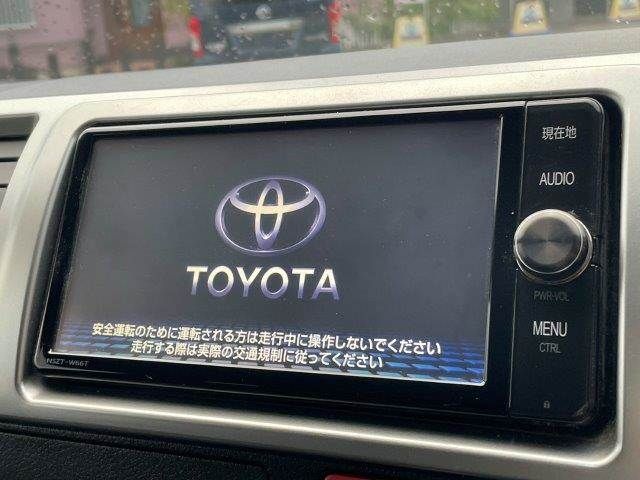 現在地
AUDIO
TOYOTA
PWR-VOL
MENU
CTRL
安全運転のために運転される方は走行中に操作しないでください
走行する際は実際の交通規制に従ってください
NSZT-W66T